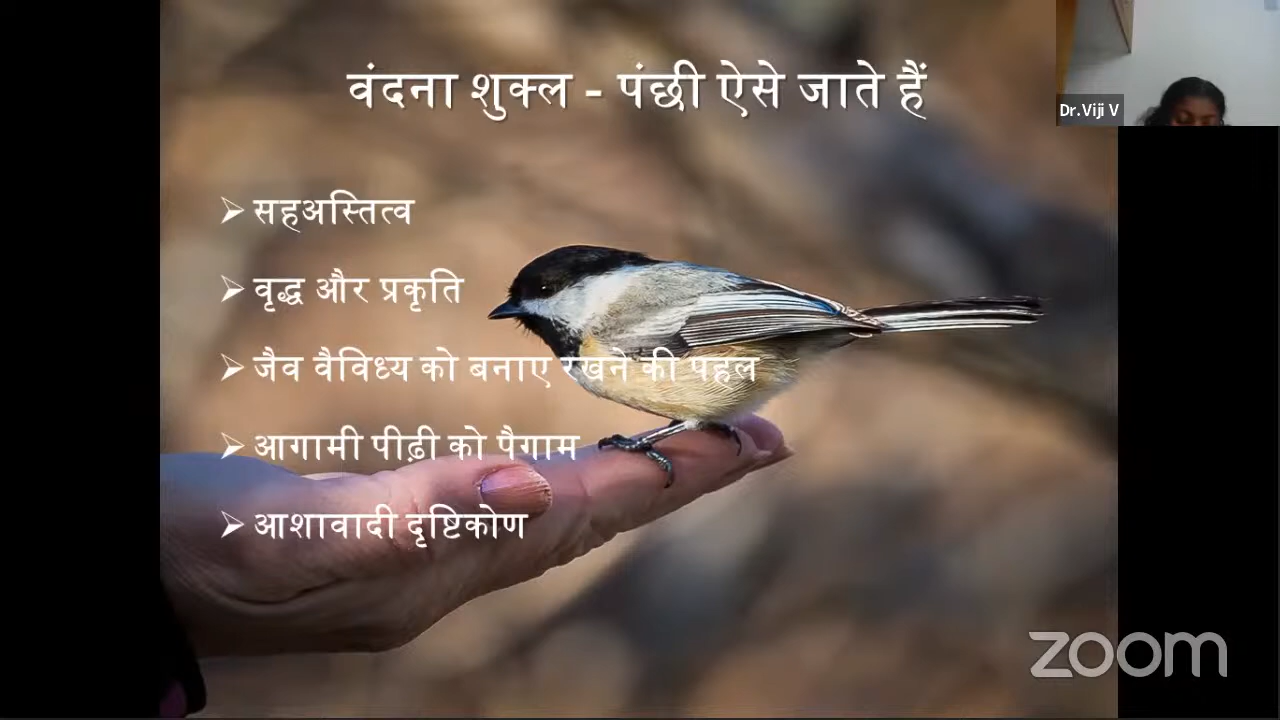 वंदना शुक्ल - पंछी ऐसे जाते हैं
Dr.Viji V
➢ सहअस्तित्व
➢ वृद्ध और प्रकृति
➢ जैव वैविध्य को बनाए रखने की पहल
➢ आगामी पीढ़ी को पैगाम
➢ आशावादी दृष्टिकोण
zoom